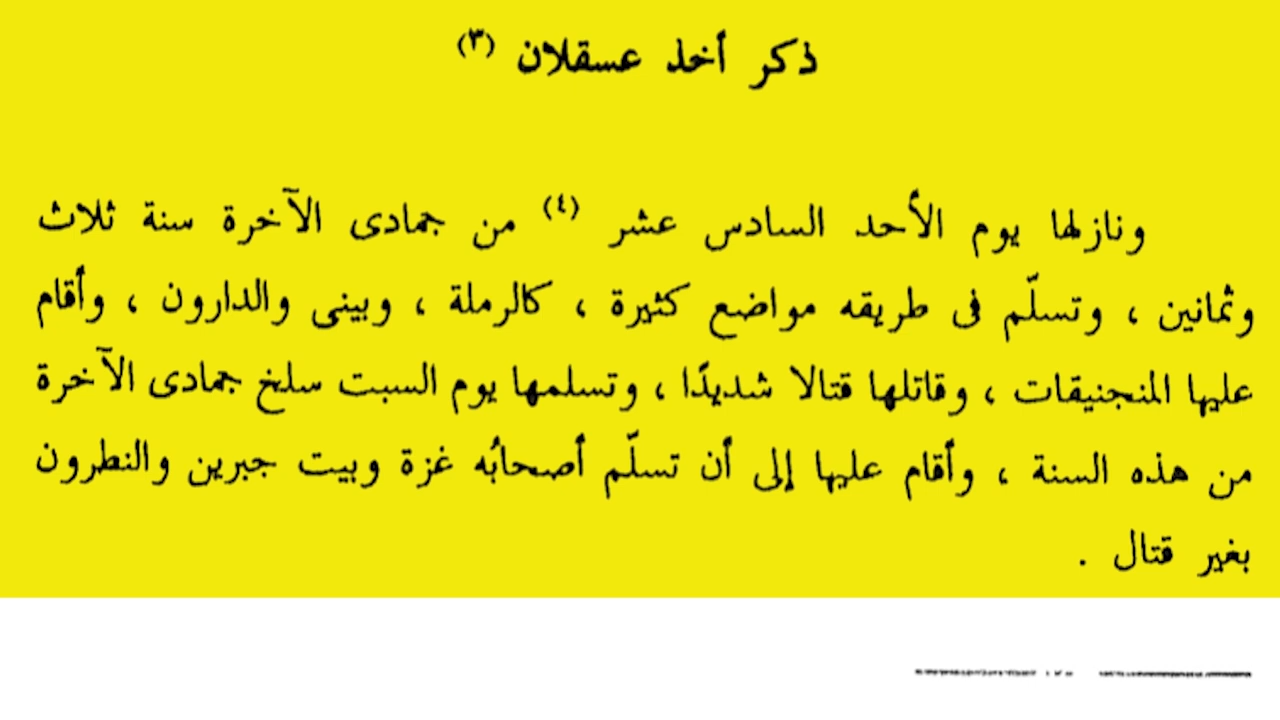 ذكر أخذ عسقلان (٣)
ونازلها يوم الأحد السادس عشر (٤) من جمادى الآخرة سنة ثلاث
وثمانين ، وتسلّم فى طريقه مواضع كثيرة ، كالرملة ، ويبنى والدارون ، وأقام
عليها المنجنيقات ، وقاتلها قتالا شديدًا ، وتسلمها يوم السبت سلخ جمادى الآخرة
من هذه السنة ، وأقام عليها إلى أن تسلّم أصحابُه غزة وبيت جبرين والنطرون
بغير قتال .